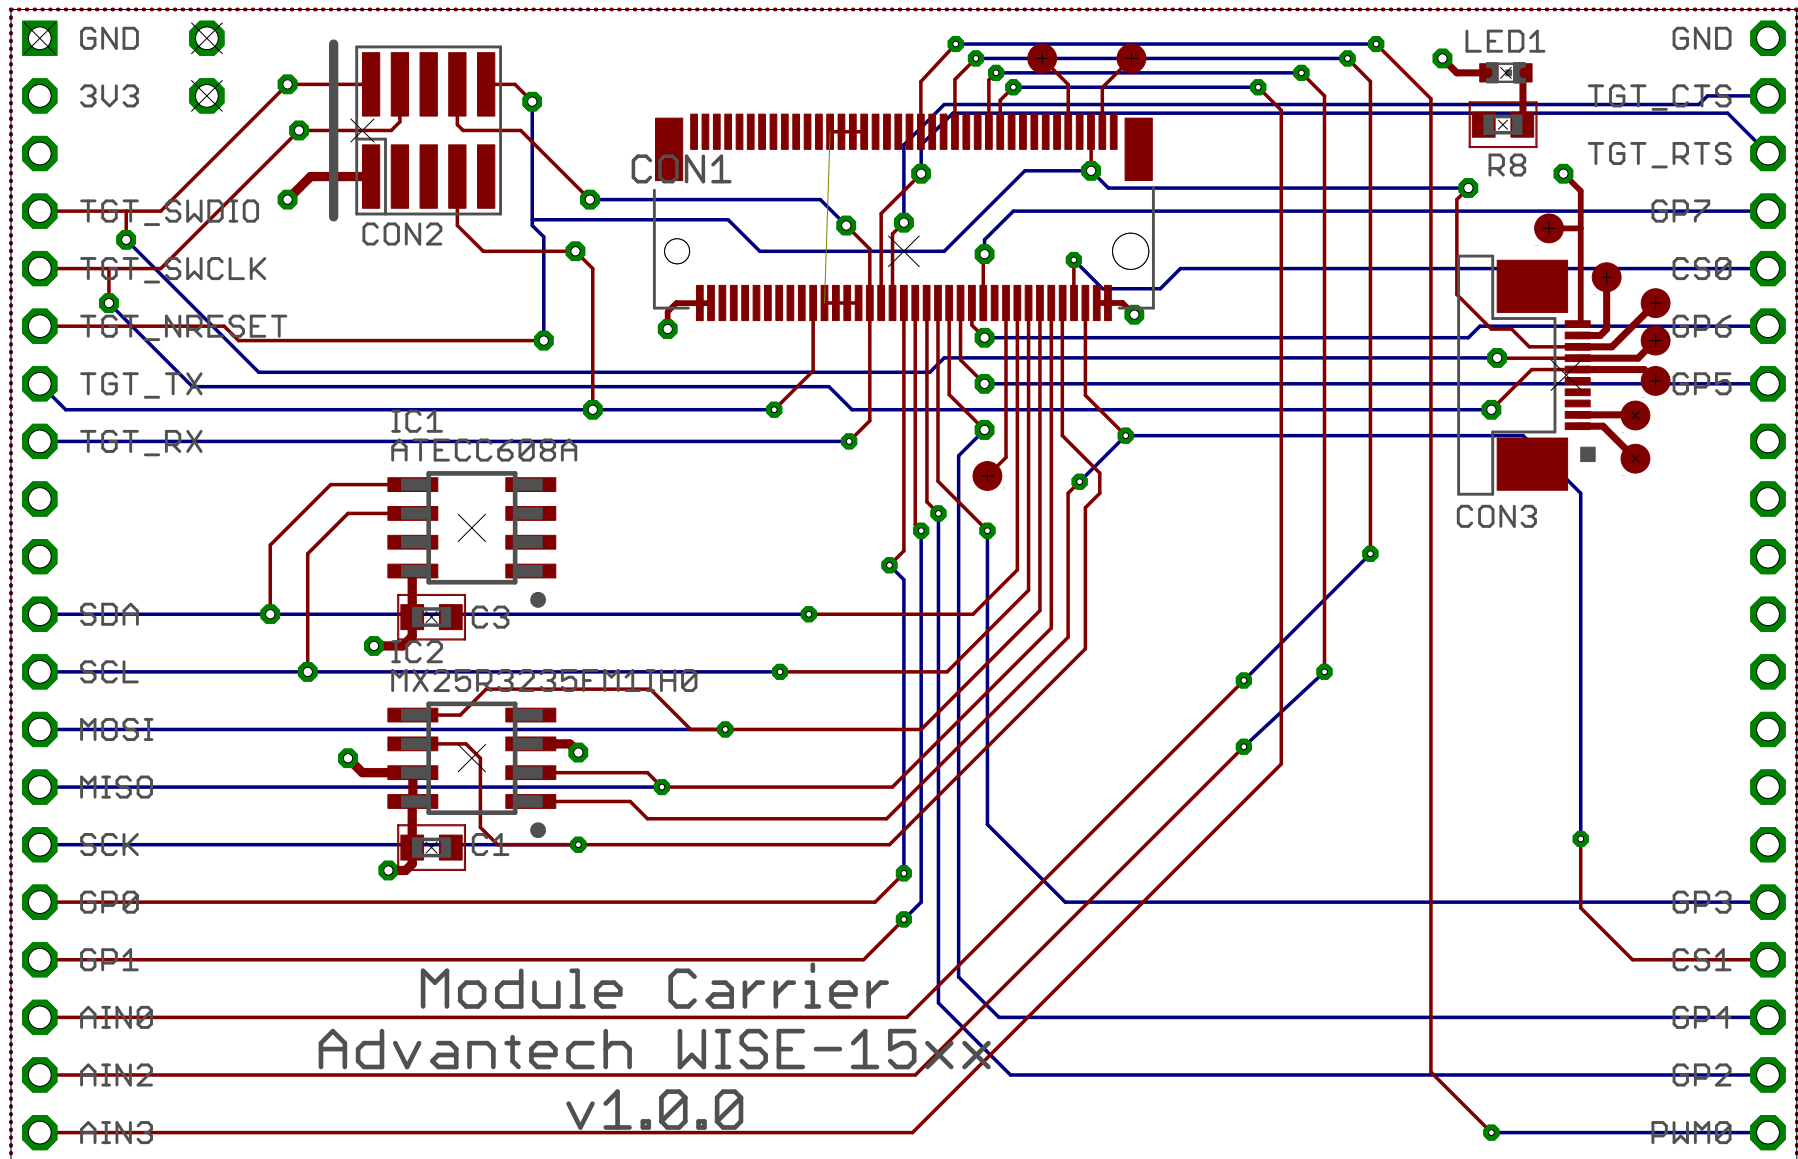 GND
3V3
TGT_SWDIO
TGT_SWCLK
TGT_NRESET
TGT_TX
TGT_RX
SDA
SCL
MOSI
MISO
SCK
GP0
GP1
AIN0
AIN2
AIN3
CON2
CON1
IC1
ATECC608A
C3
IC2
MX25R3235FM1IH0
C1
Module Carrier
Advantech WISE-15xx
v1.0.0
LED1
R8
CON3
GND
TGT_CTS
TGT_RTS
GP7
CS0
GP6
GP5
GP3
CS1
GP4
GP2
PWM0